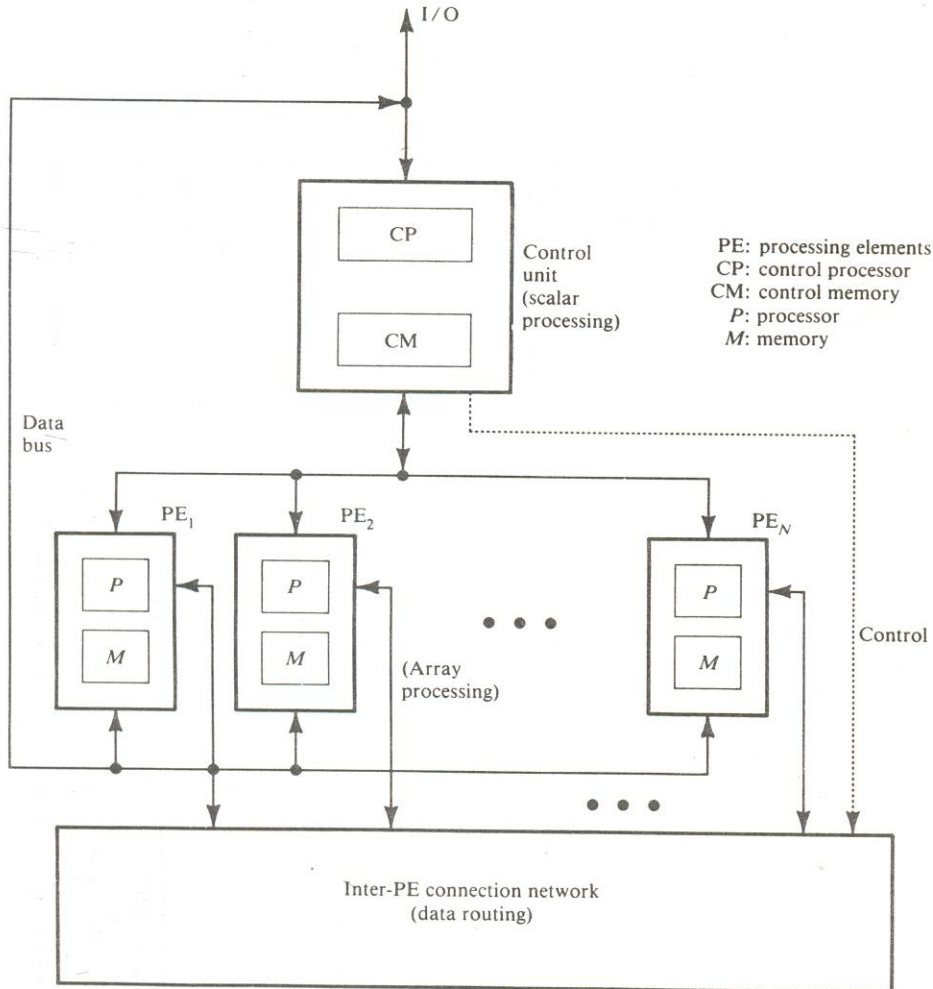 I/O
CP
CM
Control
unit
(scalar
processing)
PE: processing elements
CP: control processor
CM: control memory
P: processor
M: memory
Data
bus
PE₁
PE₂
PE_N
P
M
P
M
P
M
(Array
processing)
Control
Inter-PE connection network
(data routing)